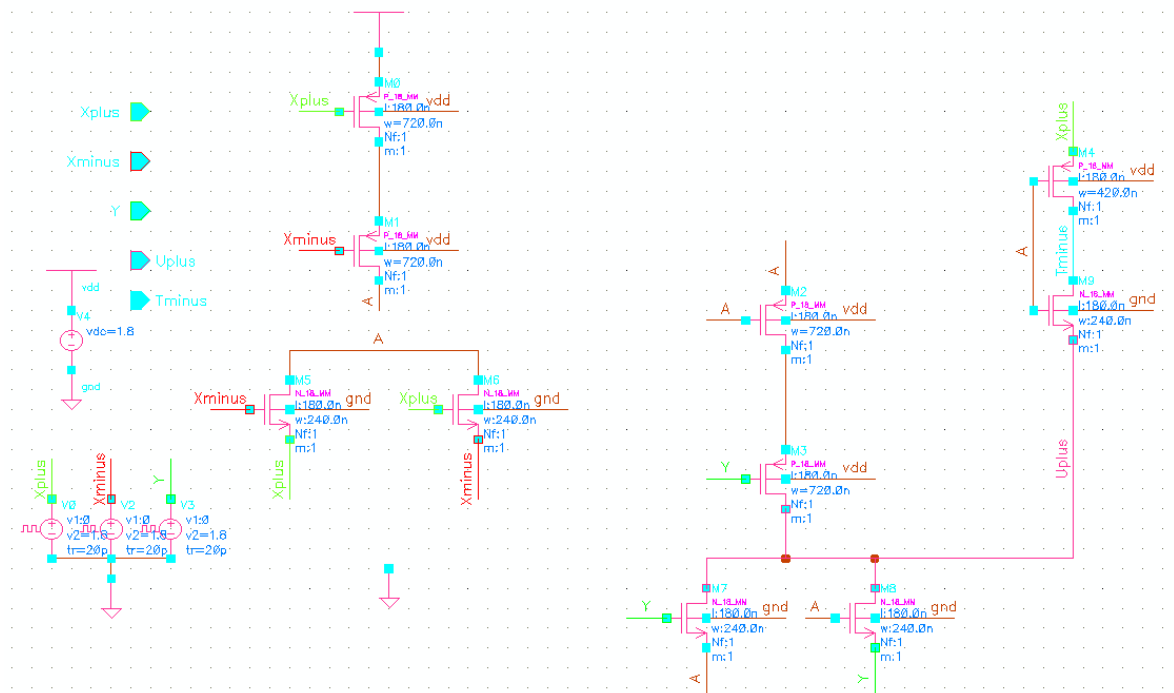 Xplus
Xminus
Y
Uplus
Tminus
vdd
V4
vdc=1.8
gnd
M0
P_18_MM
l:180.0n
w=720.0n
Nf:1
m:1
Xplus
vdd
M1
P_18_MM
l:180.0n
w=720.0n
Nf:1
m:1
Xminus
vdd
A
A
M5
N_18_MM
l:180.0n
w:240.0n
Nf:1
m:1
Xminus
gnd
Xplus
M6
N_18_MM
l:180.0n
w:240.0n
Nf:1
m:1
Xplus
gnd
Xminus
Xplus
V0
v1:0
v2=1.8
tr=20p
Xminus
V2
v1:0
v2=1.8
tr=20p
Y
V3
v1:0
v2=1.8
tr=20p
A
M2
P_18_MM
l:180.0n
w=720.0n
Nf:1
m:1
A
vdd
M3
P_18_MM
l:180.0n
w=720.0n
Nf:1
m:1
Y
vdd
M7
N_18_MM
l:180.0n
w:240.0n
Nf:1
m:1
Y
gnd
A
M8
N_18_MM
l:180.0n
w:240.0n
Nf:1
m:1
A
gnd
Y
Xplus
M4
P_18_MM
l:180.0n
w=420.0n
Nf:1
m:1
vdd
A
Tminus
M9
N_18_MM
l:180.0n
w:240.0n
Nf:1
m:1
gnd
Uplus